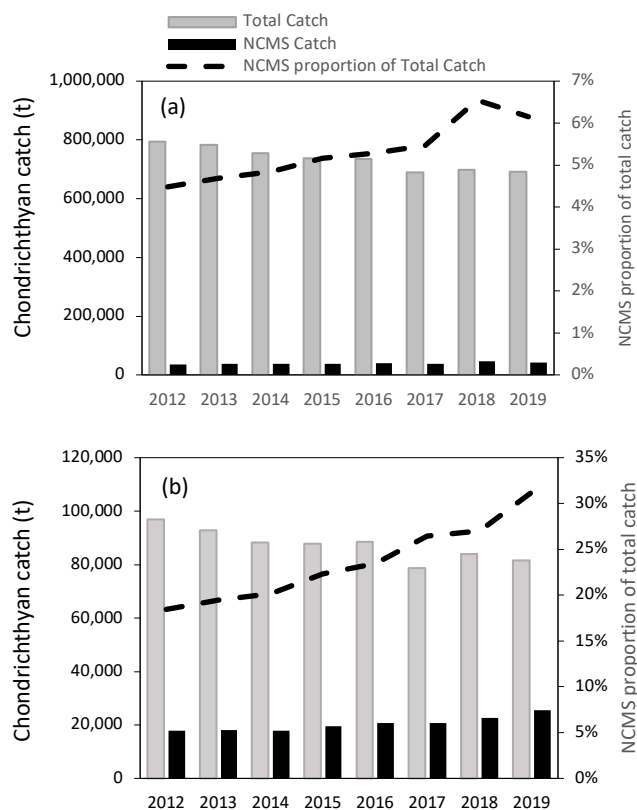 Total Catch
NCMS Catch
NCMS proportion of Total Catch
(a)
Chondrichthyan catch (t)
1,000,000
800,000
600,000
400,000
200,000
0
7%
6%
5%
4%
3%
2%
1%
0%
NCMS proportion of total catch
2012 2013 2014 2015 2016 2017 2018 2019
(b)
Chondrichthyan catch (t)
120,000
100,000
80,000
60,000
40,000
20,000
0
35%
30%
25%
20%
15%
10%
5%
0%
NCMS proportion of total catch
2012 2013 2014 2015 2016 2017 2018 2019